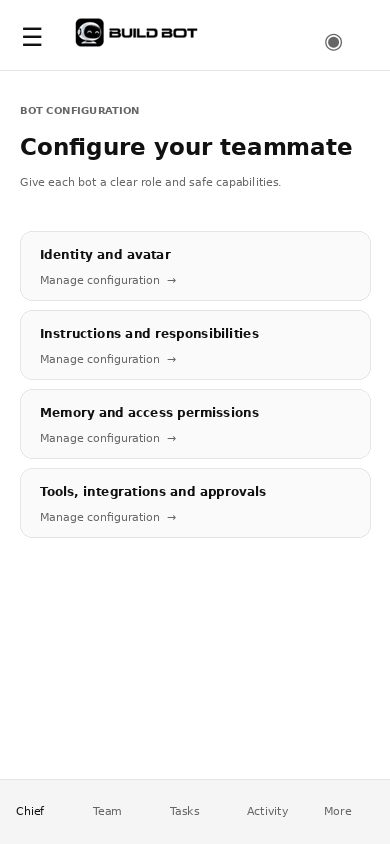 BUILD BOT
BOT CONFIGURATION
Configure your teammate
Give each bot a clear role and safe capabilities.
Identity and avatar
Manage configuration →
Instructions and responsibilities
Manage configuration →
Memory and access permissions
Manage configuration →
Tools, integrations and approvals
Manage configuration →
Chief Team Tasks Activity More